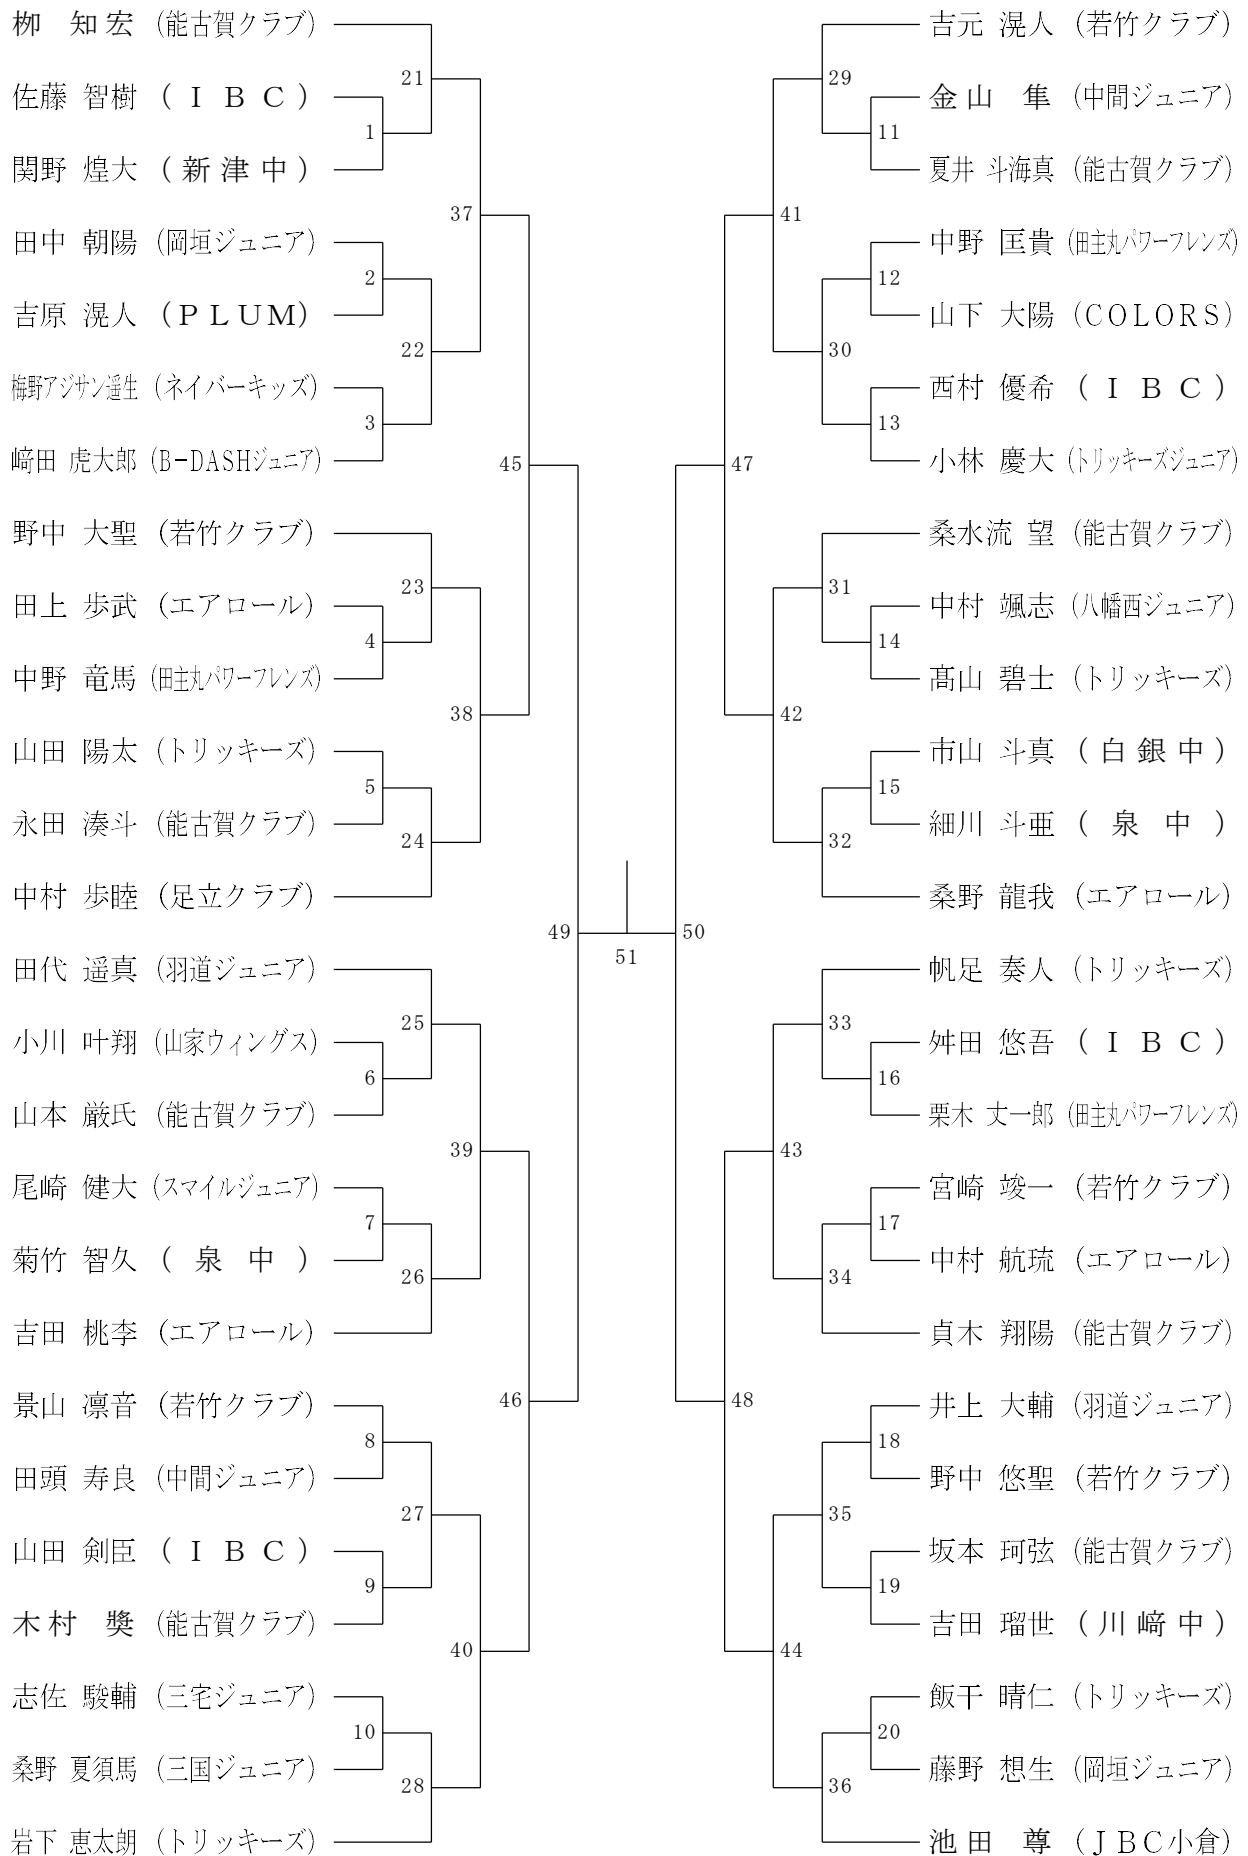 栁 知宏 (能古賀クラブ)
佐藤 智樹 (ＩＢＣ)
関野 煌大 (新津中)
田中 朝陽 (岡垣ジュニア)
吉原 滉人 (ＰＬＵＭ)
梅野アジサン遥生 (ネイバーキッズ)
﨑田 虎大郎 (B-DASHジュニア)
野中 大聖 (若竹クラブ)
田上 歩武 (エアロール)
中野 竜馬 (田主丸パワーフレンズ)
山田 陽太 (トリッキーズ)
永田 湊斗 (能古賀クラブ)
中村 歩睦 (足立クラブ)
田代 遥真 (羽道ジュニア)
小川 叶翔 (山家ウィングス)
山本 厳氏 (能古賀クラブ)
尾崎 健大 (スマイルジュニア)
菊竹 智久 (泉中)
吉田 桃李 (エアロール)
景山 凛音 (若竹クラブ)
田頭 寿良 (中間ジュニア)
山田 剣臣 (ＩＢＣ)
木村 奬 (能古賀クラブ)
志佐 駿輔 (三宅ジュニア)
桑野 夏須馬 (三国ジュニア)
岩下 恵太朗 (トリッキーズ)
1
2
3
4
5
6
7
8
9
10
21
22
23
24
25
26
27
28
37
38
39
40
45
46
49
51
50
47
48
41
42
43
44
29
30
31
32
33
34
35
36
11
12
13
14
15
16
17
18
19
20
吉元 滉人 (若竹クラブ)
金山 隼 (中間ジュニア)
夏井 斗海真 (能古賀クラブ)
中野 匡貴 (田主丸パワーフレンズ)
山下 大陽 (ＣＯＬＯＲＳ)
西村 優希 (ＩＢＣ)
小林 慶大 (トリッキーズジュニア)
桑水流 望 (能古賀クラブ)
中村 颯志 (八幡西ジュニア)
髙山 碧士 (トリッキーズ)
市山 斗真 (白銀中)
細川 斗亜 (泉中)
桑野 龍我 (エアロール)
帆足 奏人 (トリッキーズ)
舛田 悠吾 (ＩＢＣ)
栗木 丈一郎 (田主丸パワーフレンズ)
宮崎 竣一 (若竹クラブ)
中村 航琉 (エアロール)
貞木 翔陽 (能古賀クラブ)
井上 大輔 (羽道ジュニア)
野中 悠聖 (若竹クラブ)
坂本 珂弦 (能古賀クラブ)
吉田 瑠世 (川﨑中)
飯干 晴仁 (トリッキーズ)
藤野 想生 (岡垣ジュニア)
池田 尊 (ＪＢＣ小倉)